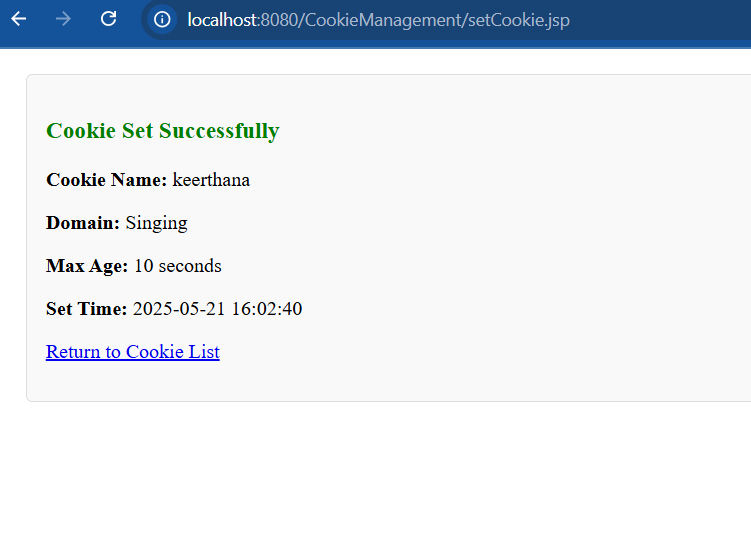 localhost:8080/CookieManagement/setCookie.jsp
Cookie Set Successfully
Cookie Name: keerthana
Domain: Singing
Max Age: 10 seconds
Set Time: 2025-05-21 16:02:40
Return to Cookie List